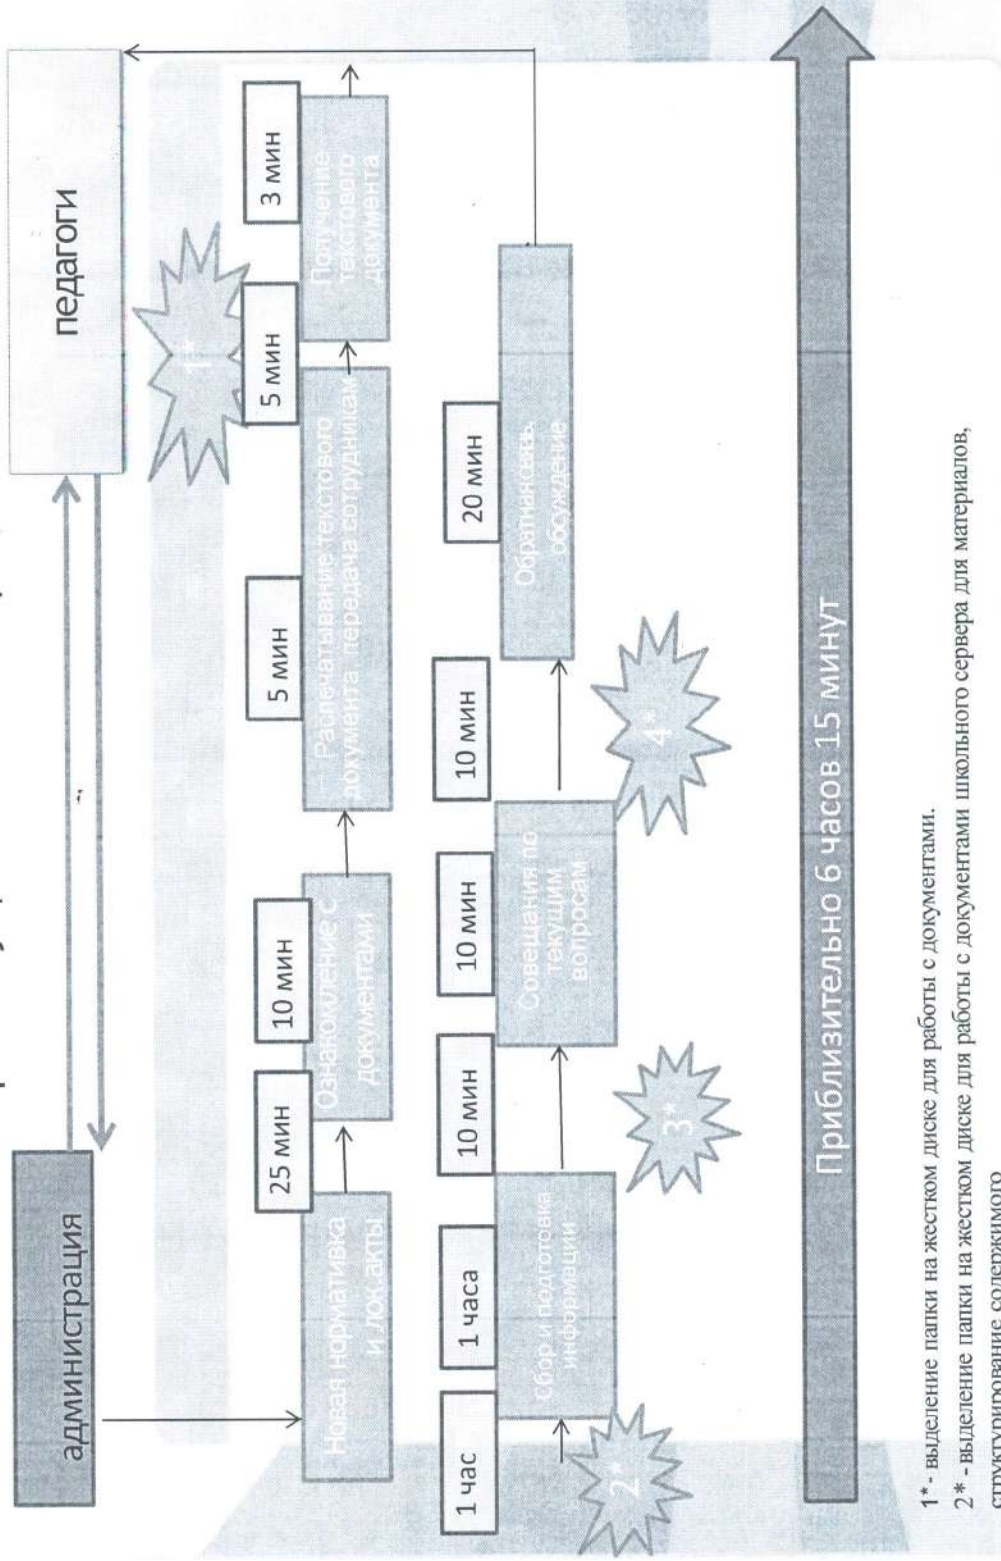 администрация
педагоги
25 мин
10 мин
5 мин
5 мин
3 мин
Новая нормативка
и лок.акты
Ознакомление с
документами
Распечатывание текстового
документа, передача сотрудникам
Получение
текстового
документа
1*
1 час
1 часа
10 мин
10 мин
10 мин
20 мин
Сбор и подготовка
информации
Совещания по
текущим
вопросам
Обратная связь,
обсуждение
2*
3*
4*
Приблизительно 6 часов 15 минут
1*- выделение папки на жестком диске для работы с документами.
2* - выделение папки на жестком диске для работы с документами школьного сервера для материалов,
структурирование содержимого